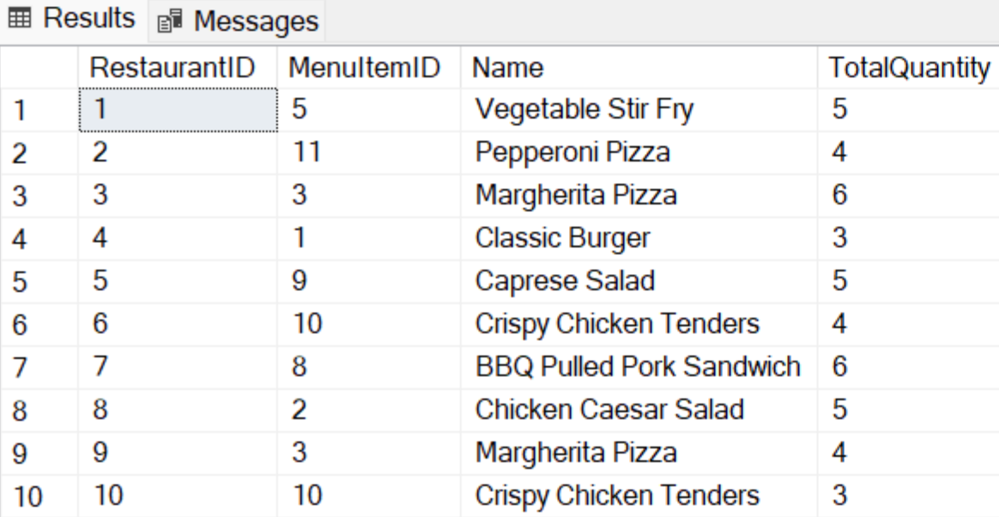 Results Messages
RestaurantID MenuItemID Name TotalQuantity
1 1 5 Vegetable Stir Fry 5
2 2 11 Pepperoni Pizza 4
3 3 3 Margherita Pizza 6
4 4 1 Classic Burger 3
5 5 9 Caprese Salad 5
6 6 10 Crispy Chicken Tenders 4
7 7 8 BBQ Pulled Pork Sandwich 6
8 8 2 Chicken Caesar Salad 5
9 9 3 Margherita Pizza 4
10 10 10 Crispy Chicken Tenders 3